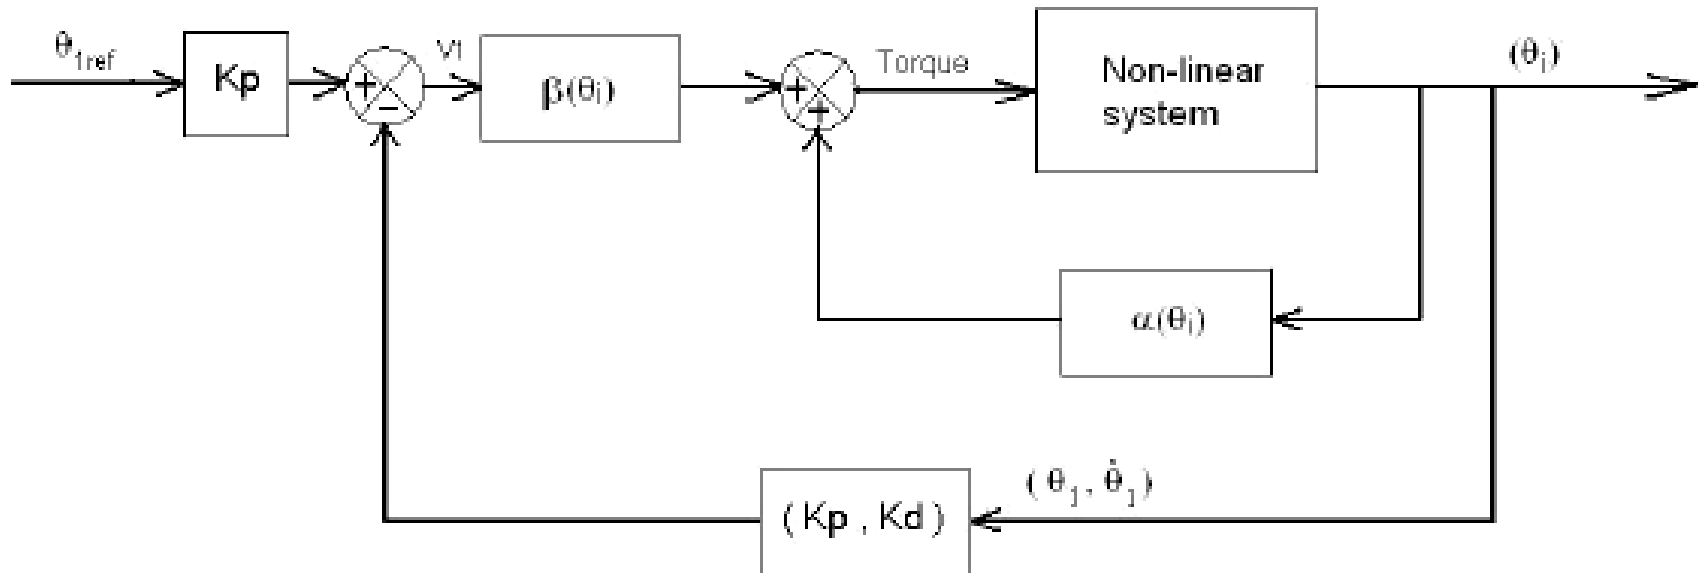 θ1ref
Kp
+
−
V1
β(θi)
+
+
Torque
Non-linear
system
(θi)
α(θi)
(θ1, θ̇1)
(Kp, Kd)